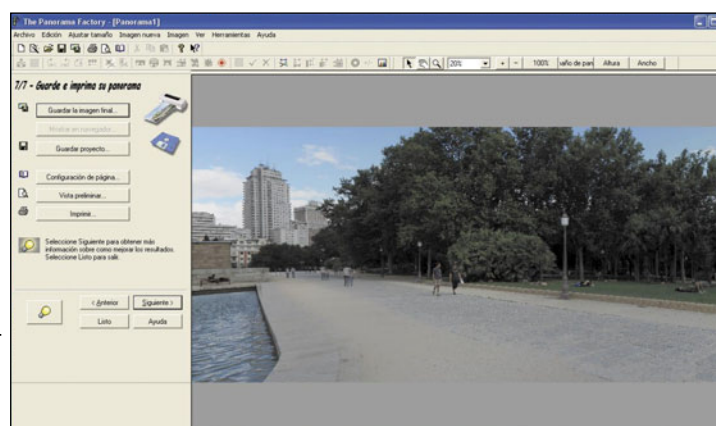 The Panorama Factory - [Panorama1]
Archivo Edición Ajustar tamaño Imagen nueva Imagen Ver Herramientas Ayuda
20% 100% Altura Ancho
7/7 - Guarde e imprima su panorama
Guardar la imagen final...
Mostrar en navegador...
Guardar proyecto...
Configuración de página...
Vista preliminar...
Imprimir...
Seleccione Siguiente para obtener más
información sobre como mejorar los resultados.
Seleccione Listo para salir.
< Anterior Siguiente >
Listo Ayuda